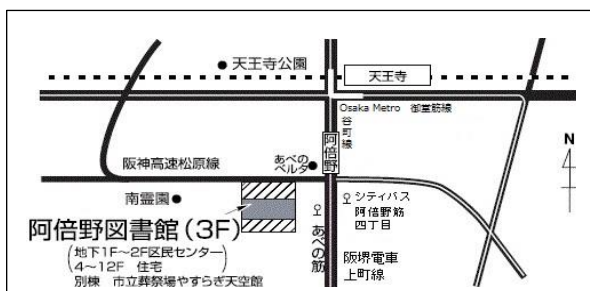 天王寺公園
天王寺
Osaka Metro 御堂筋線
谷町線
阿倍野
あべのベルタ
阪神高速松原線
N
南霊園
シティバス
阿倍野筋
四丁目
阿倍野図書館(3F)
あべの筋
地下1F~2F区民センター
4~12F 住宅
別棟 市立葬祭場やすらぎ天空館
阪堺電車
上町線